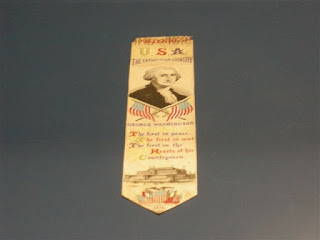 U.S.A.
THE FATHER OF OUR COUNTRY
GEORGE WASHINGTON
The first in peace
The first in war
The first in the
Hearts of his
Countrymen.